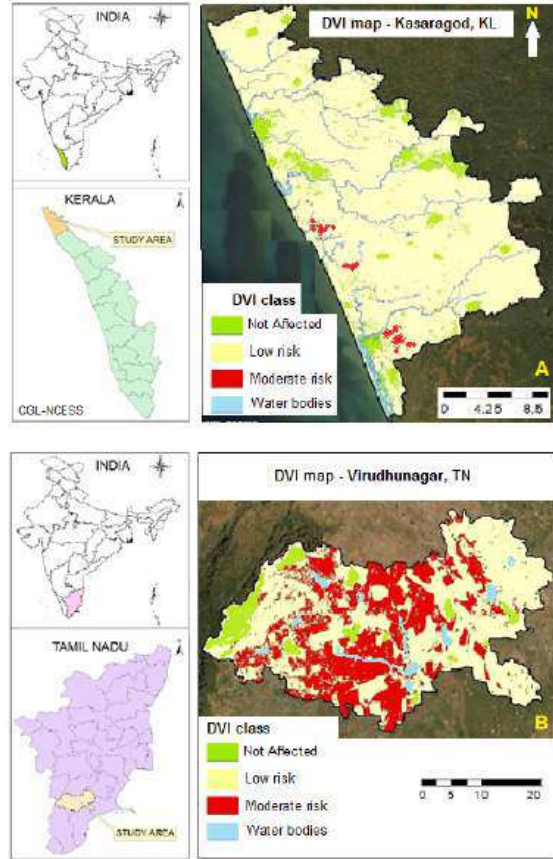 INDIA
KERALA
STUDY AREA
CGL-NCESS
DVI map - Kasaragod, KL
N
DVI class
Not Affected
Low risk
Moderate risk
Water bodies
A
0 4.25 8.5
INDIA
TAMIL NADU
STUDY AREA
DVI map - Virudhunagar, TN
B
DVI class
Not Affected
Low risk
Moderate risk
Water bodies
0 5 10 20